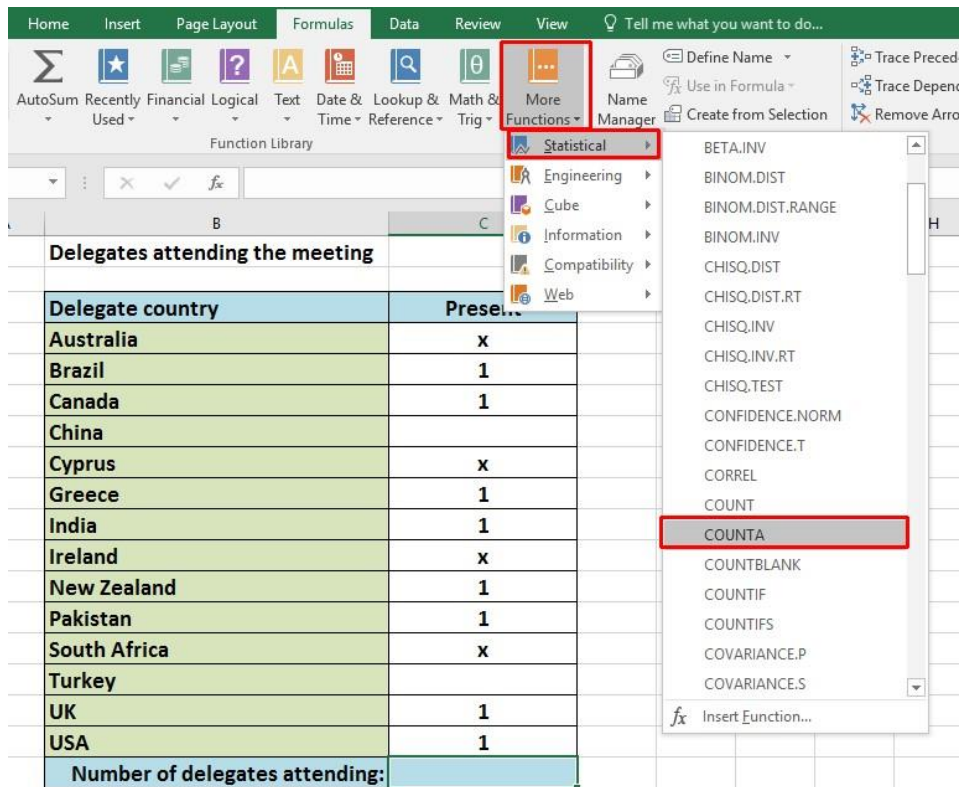 Home Insert Page Layout Formulas Data Review View Tell me what you want to do...
AutoSum Recently Used Financial Logical Text Date & Time Lookup & Reference Math & Trig More Functions
Function Library
Name Manager
Define Name
Use in Formula
Create from Selection
Trace Preced
Trace Depend
Remove Arro
fx
Statistical
Engineering
Cube
Information
Compatibility
Web
BETA.INV
BINOM.DIST
BINOM.DIST.RANGE
BINOM.INV
CHISQ.DIST
CHISQ.DIST.RT
CHISQ.INV
CHISQ.INV.RT
CHISQ.TEST
CONFIDENCE.NORM
CONFIDENCE.T
CORREL
COUNT
COUNTA
COUNTBLANK
COUNTIF
COUNTIFS
COVARIANCE.P
COVARIANCE.S
fx Insert Function...
B C H
Delegates attending the meeting
Delegate country Present
Australia x
Brazil 1
Canada 1
China
Cyprus x
Greece 1
India 1
Ireland x
New Zealand 1
Pakistan 1
South Africa x
Turkey
UK 1
USA 1
Number of delegates attending: